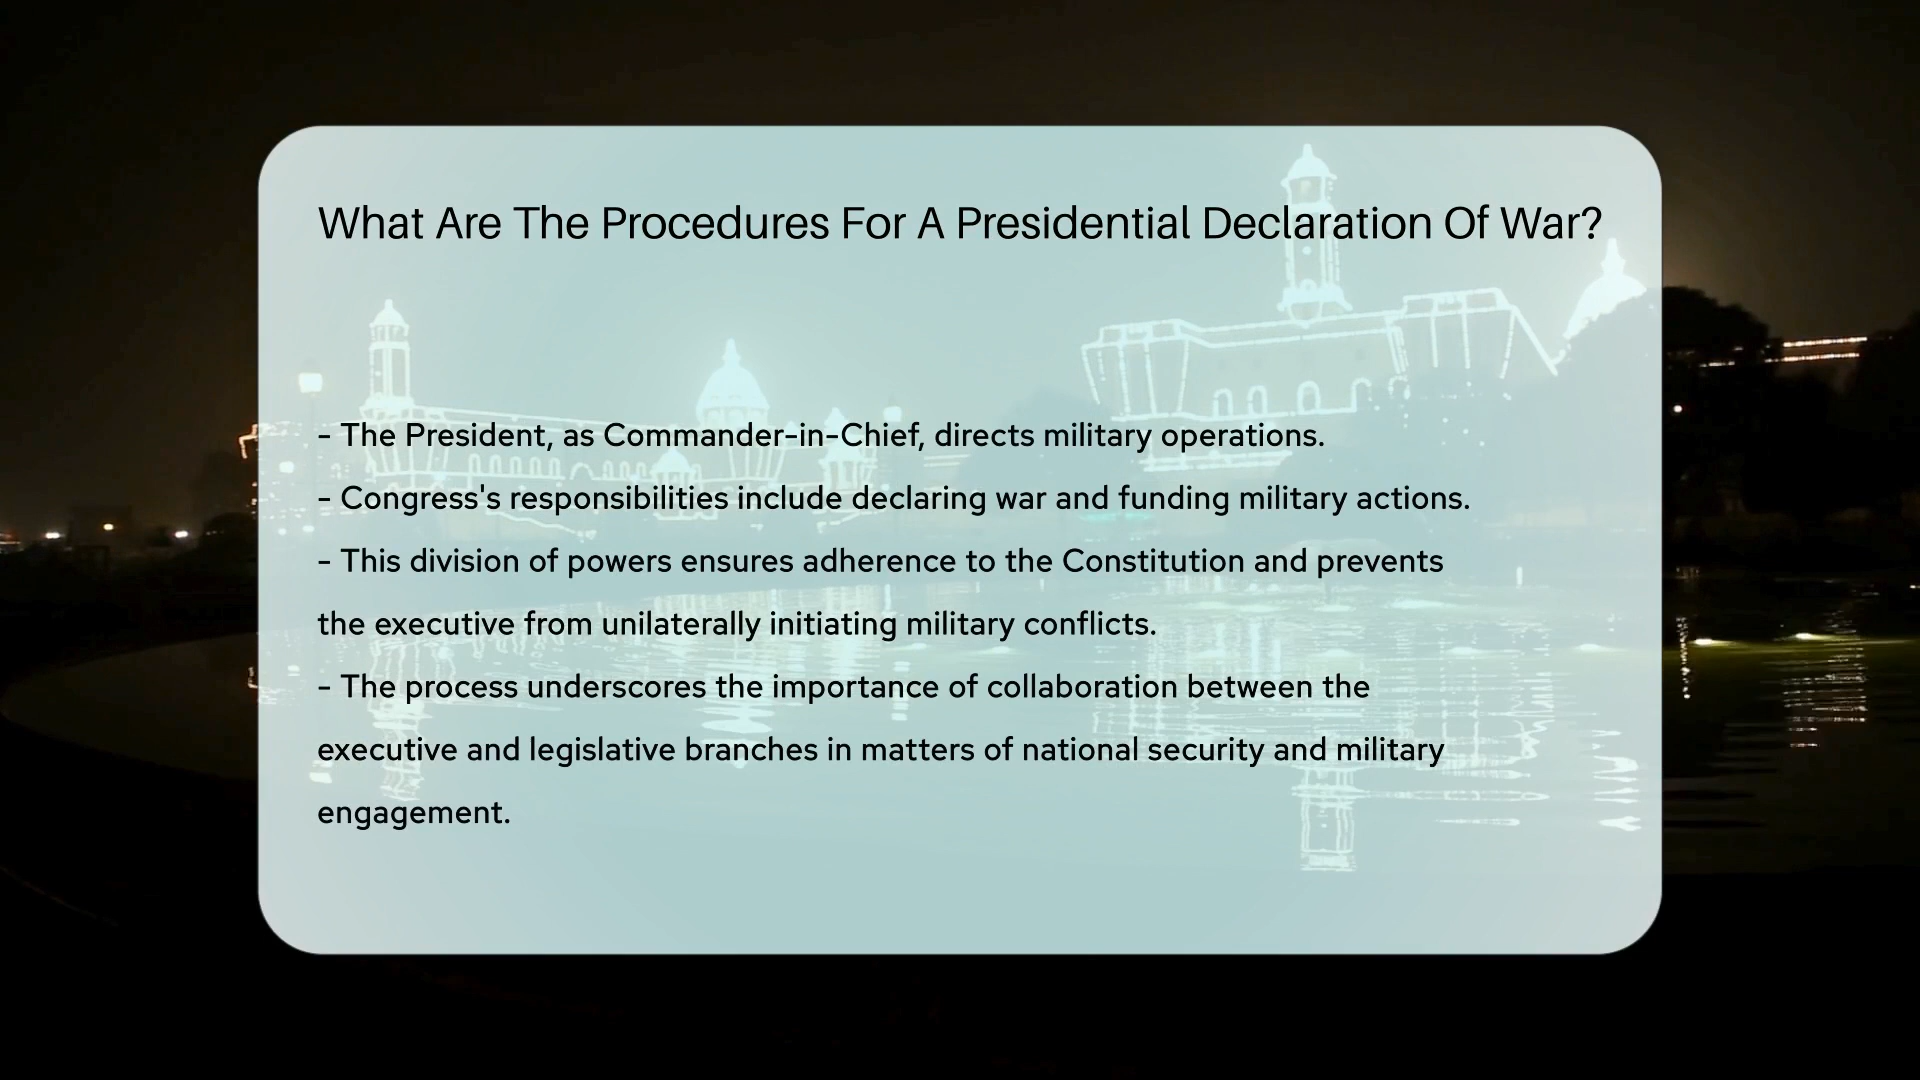 What Are The Procedures For A Presidential Declaration Of War?
- The President, as Commander-in-Chief, directs military operations.
- Congress's responsibilities include declaring war and funding military actions.
- This division of powers ensures adherence to the Constitution and prevents
the executive from unilaterally initiating military conflicts.
- The process underscores the importance of collaboration between the
executive and legislative branches in matters of national security and military
engagement.